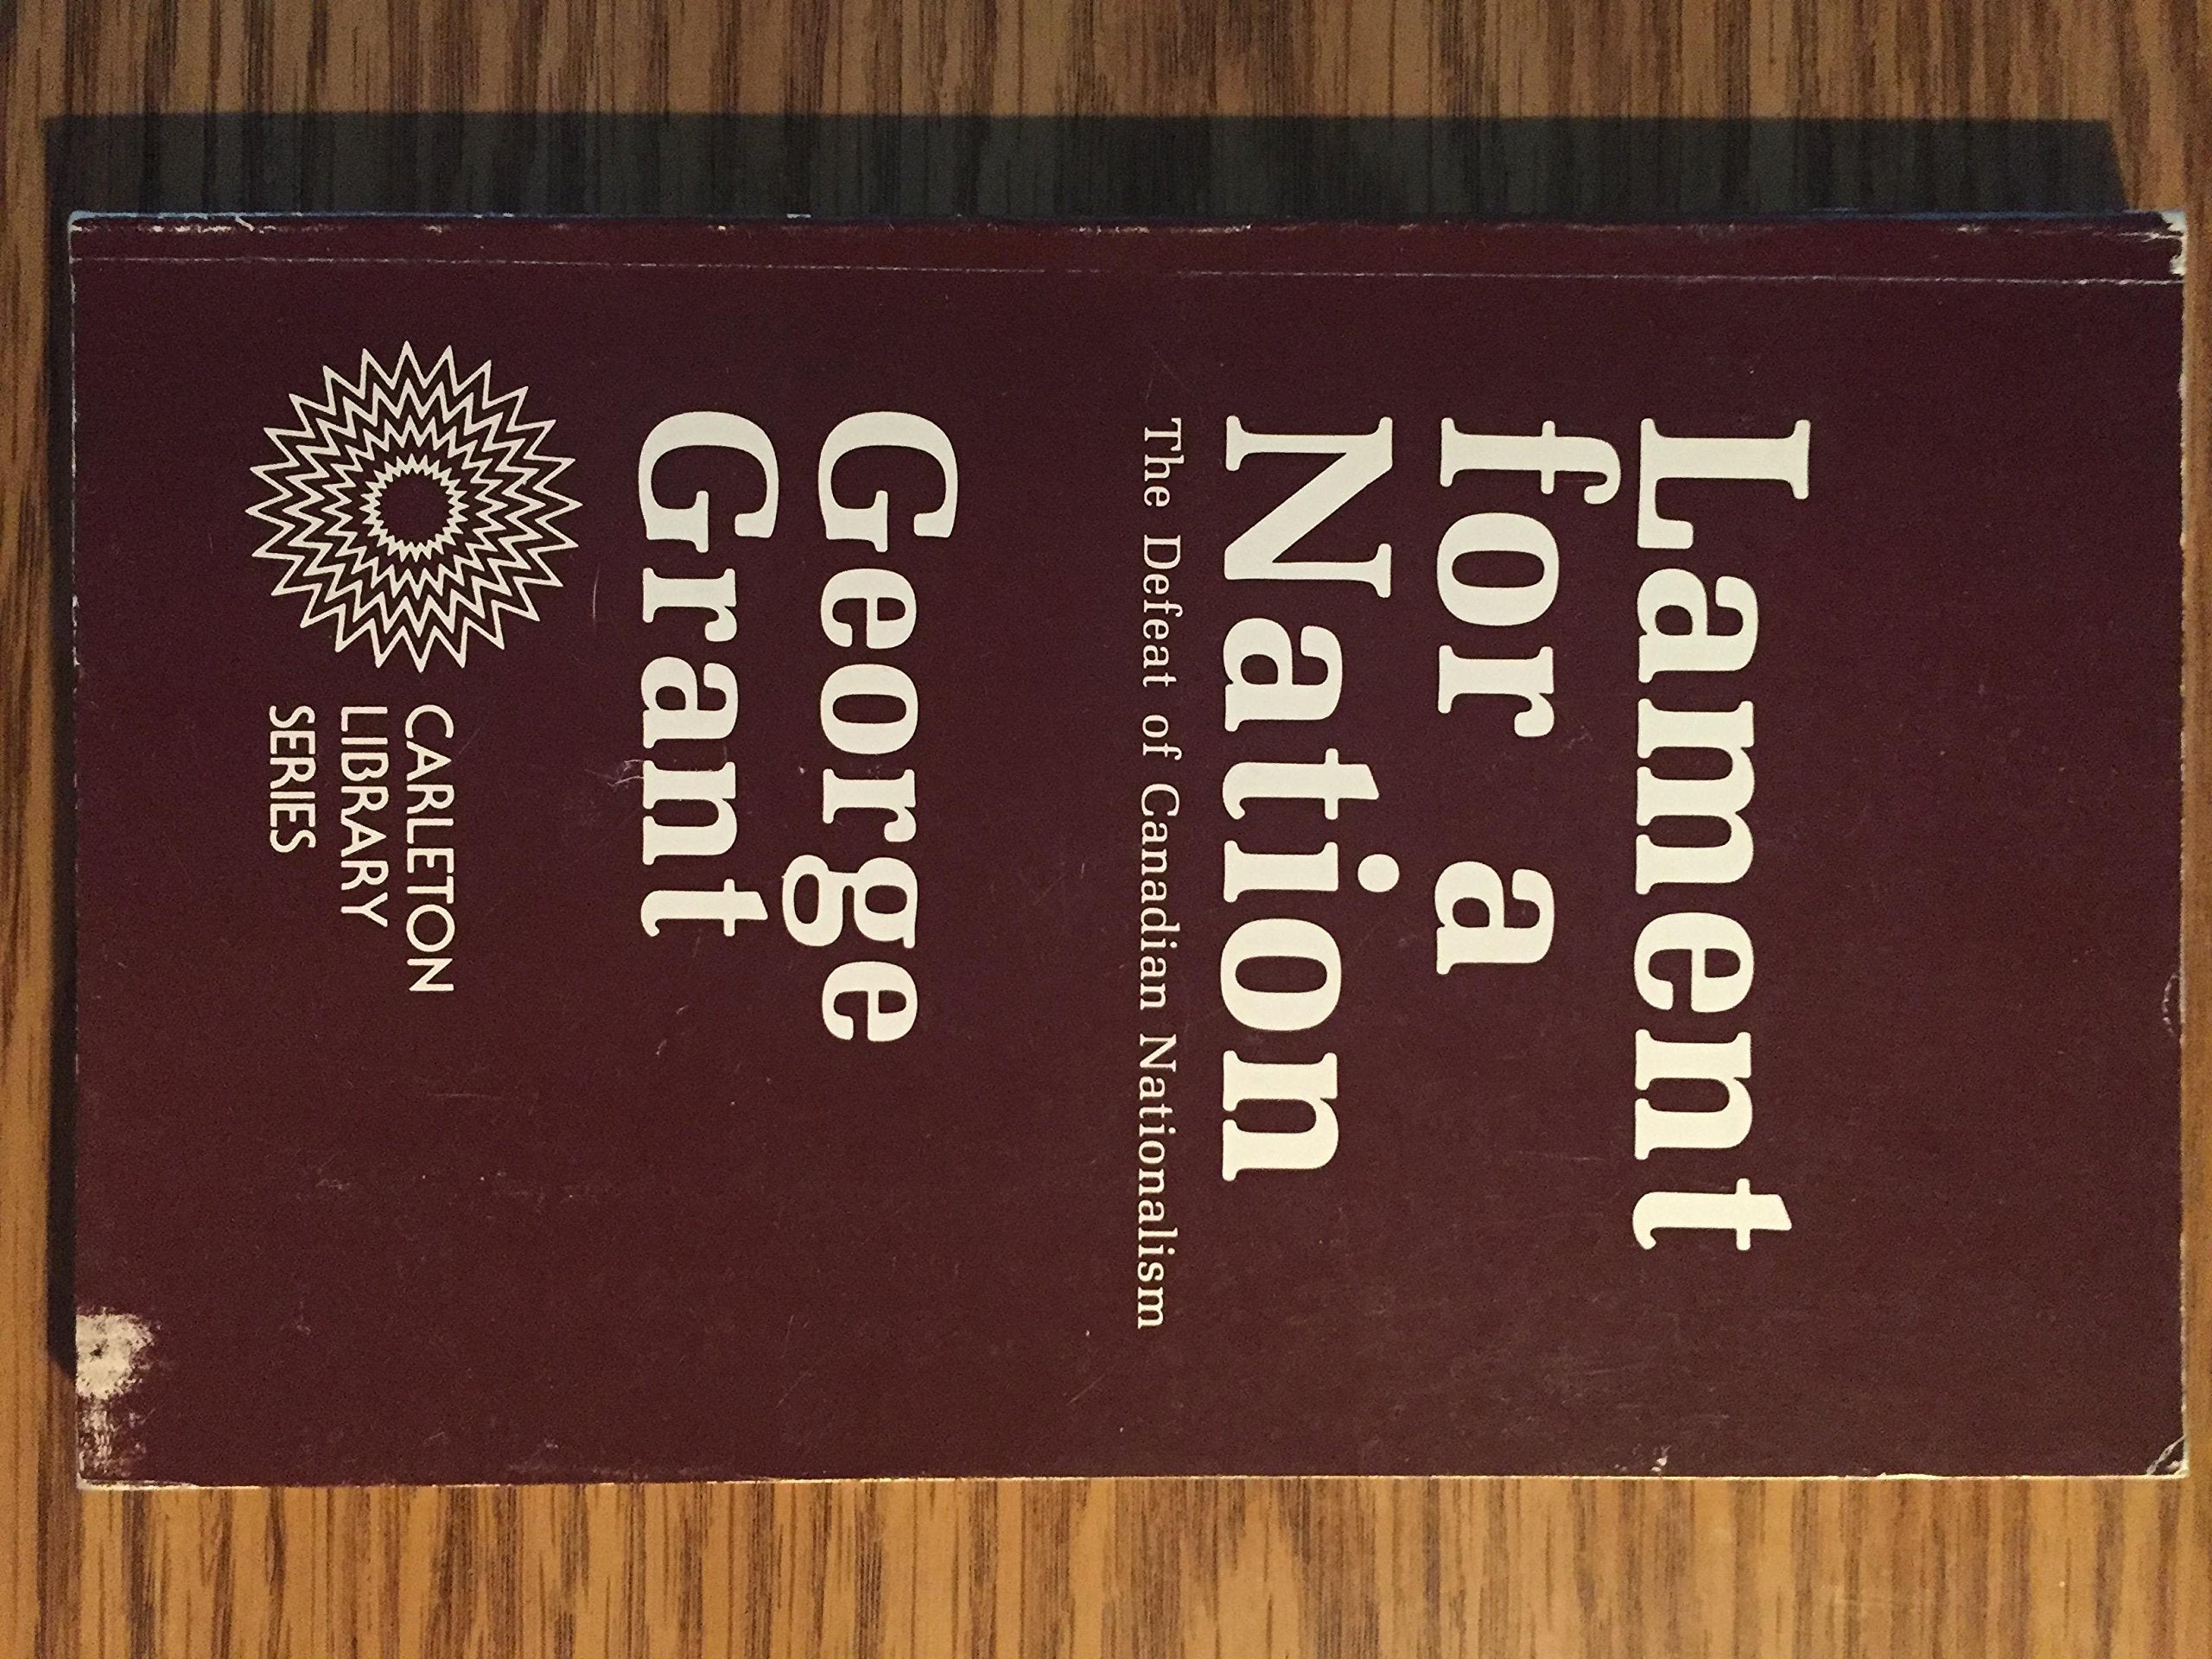 Lament
for a
Nation
The Defeat of Canadian Nationalism
George
Grant
CARLETON
LIBRARY
SERIES